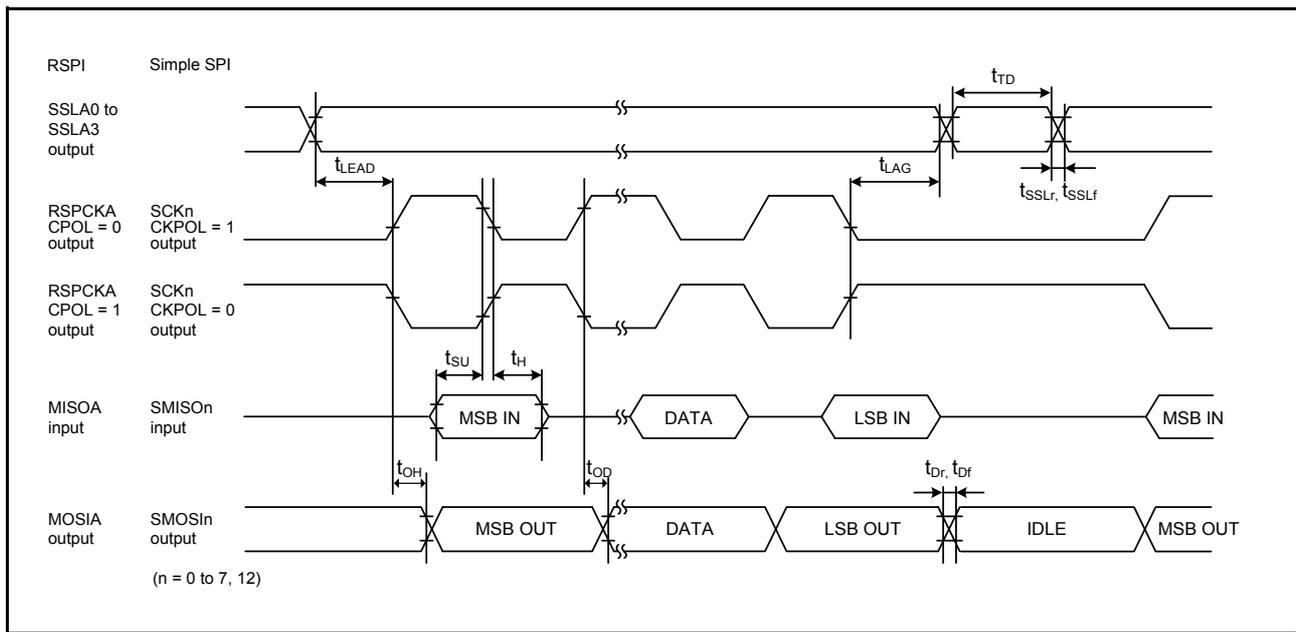 RSPI Simple SPI
SSLA0 to
SSLA3
output
tTD
tLEAD
tLAG
tSSLr, tSSLf
RSPCKA SCKn
CPOL = 0 CKPOL = 1
output output
RSPCKA SCKn
CPOL = 1 CKPOL = 0
output output
tSU tH
MISOA SMISOn
input input
MSB IN DATA LSB IN MSB IN
tOH tOD tDr, tDf
MOSIA SMOSIn
output output
MSB OUT DATA LSB OUT IDLE MSB OUT
(n = 0 to 7, 12)